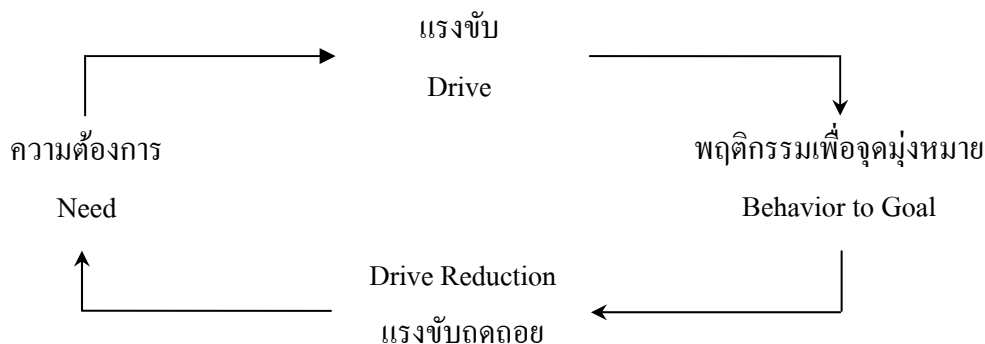 แรงขับ
Drive
ความต้องการ
Need
พฤติกรรมเพื่อจุดมุ่งหมาย
Behavior to Goal
Drive Reduction
แรงขับถดถอย